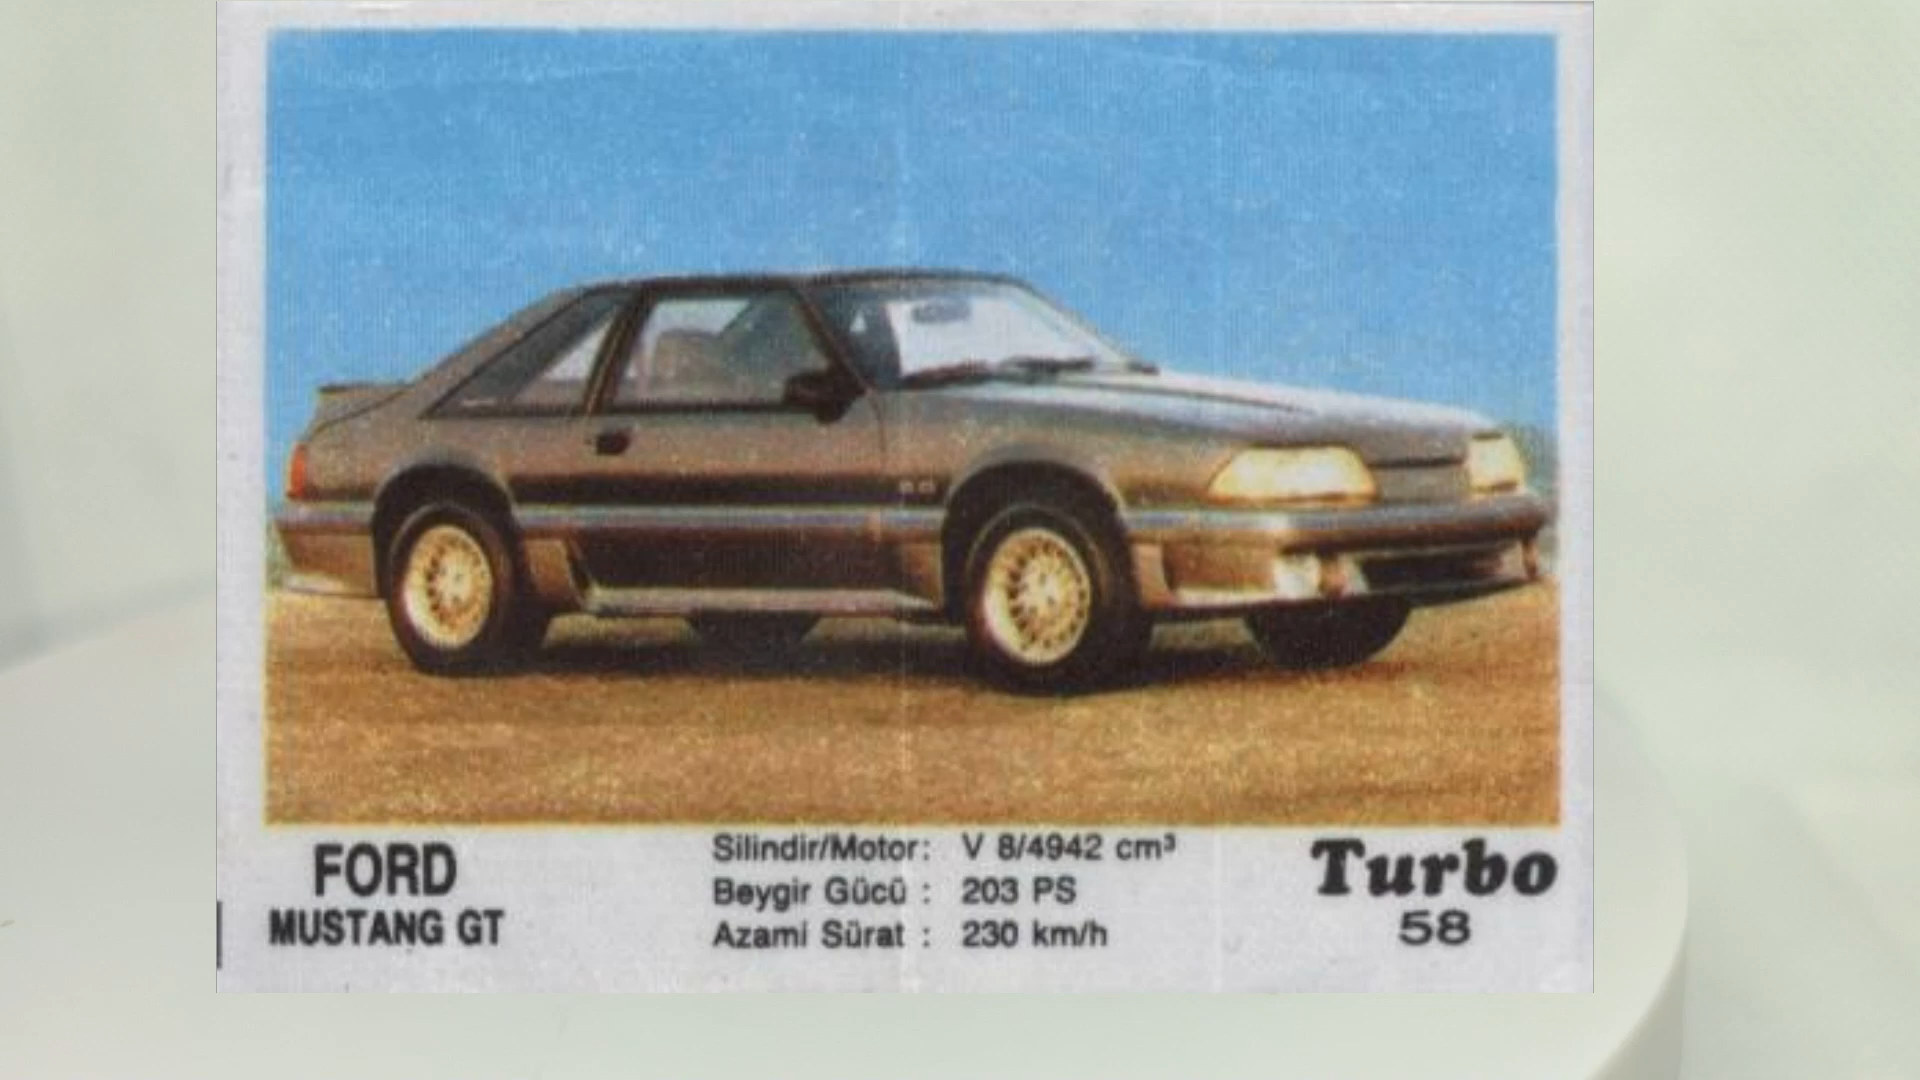 FORD
MUSTANG GT
Silindir/Motor: V 8/4942 cm³
Beygir Gücü : 203 PS
Azami Sürat : 230 km/h
Turbo
58